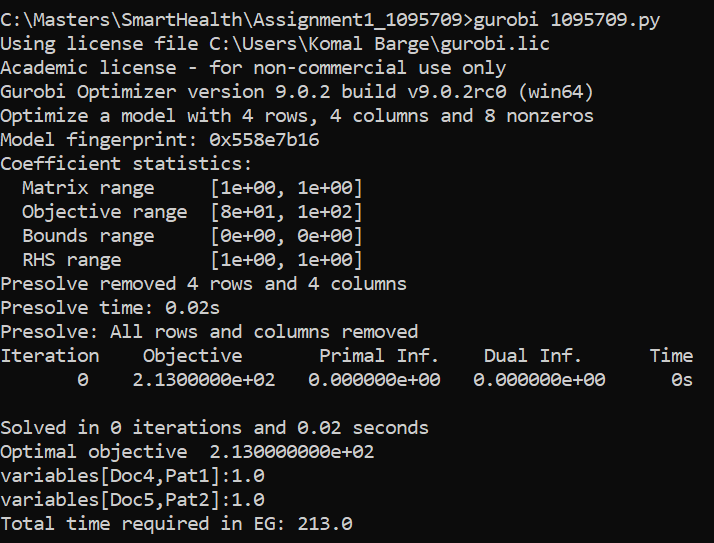 C:\Masters\SmartHealth\Assignment1_1095709>gurobi 1095709.py
Using license file C:\Users\Komal Barge\gurobi.lic
Academic license - for non-commercial use only
Gurobi Optimizer version 9.0.2 build v9.0.2rc0 (win64)
Optimize a model with 4 rows, 4 columns and 8 nonzeros
Model fingerprint: 0x558e7b16
Coefficient statistics:
  Matrix range     [1e+00, 1e+00]
  Objective range  [8e+01, 1e+02]
  Bounds range     [0e+00, 0e+00]
  RHS range        [1e+00, 1e+00]
Presolve removed 4 rows and 4 columns
Presolve time: 0.02s
Presolve: All rows and columns removed
Iteration    Objective       Primal Inf.    Dual Inf.      Time
       0    2.1300000e+02   0.000000e+00   0.000000e+00      0s

Solved in 0 iterations and 0.02 seconds
Optimal objective  2.130000000e+02
variables[Doc4,Pat1]:1.0
variables[Doc5,Pat2]:1.0
Total time required in EG: 213.0